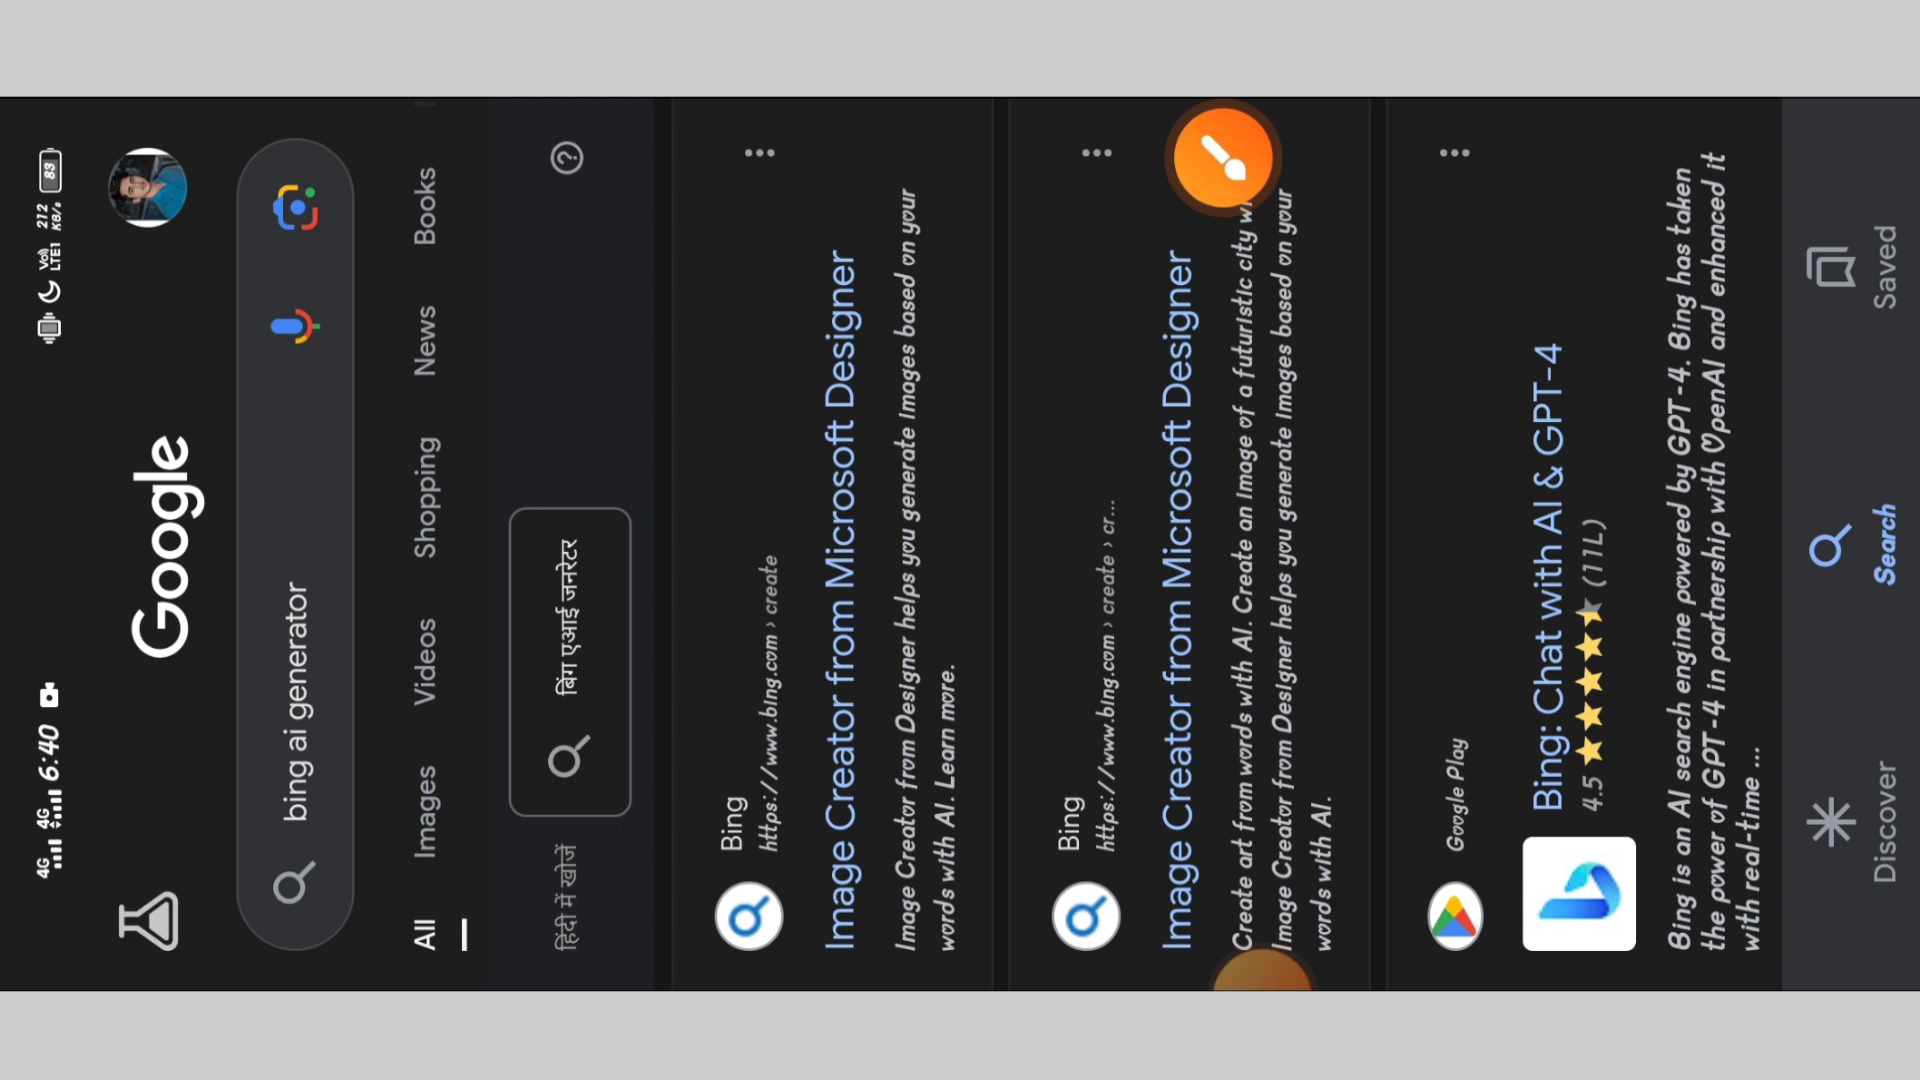 4G 4G 6:40 Vo)) LTE1 212 KB/s 83
Google
bing ai generator
All Images Videos Shopping News Books
हिंदी में खोजें बिंग एआई जनरेटर
Bing
https://www.bing.com › create
Image Creator from Microsoft Designer
Image Creator from Designer helps you generate images based on your
words with AI. Learn more.
Bing
https://www.bing.com › create › cr...
Image Creator from Microsoft Designer
Create art from words with AI. Create an image of a futuristic city
Image Creator from Designer helps you generate images based on your
words with AI.
Google Play
Bing: Chat with AI & GPT-4
4.5 (11L)
Bing is an AI search engine powered by GPT-4. Bing has taken
the power of GPT-4 in partnership with OpenAI and enhanced it
with real-time ...
Discover Search Saved